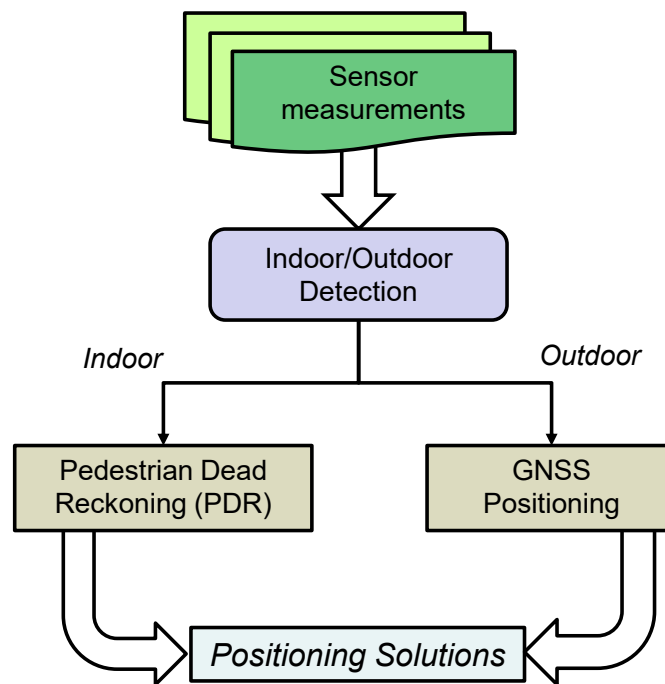 Sensor
measurements
Indoor/Outdoor
Detection
Indoor
Outdoor
Pedestrian Dead
Reckoning (PDR)
GNSS
Positioning
Positioning Solutions